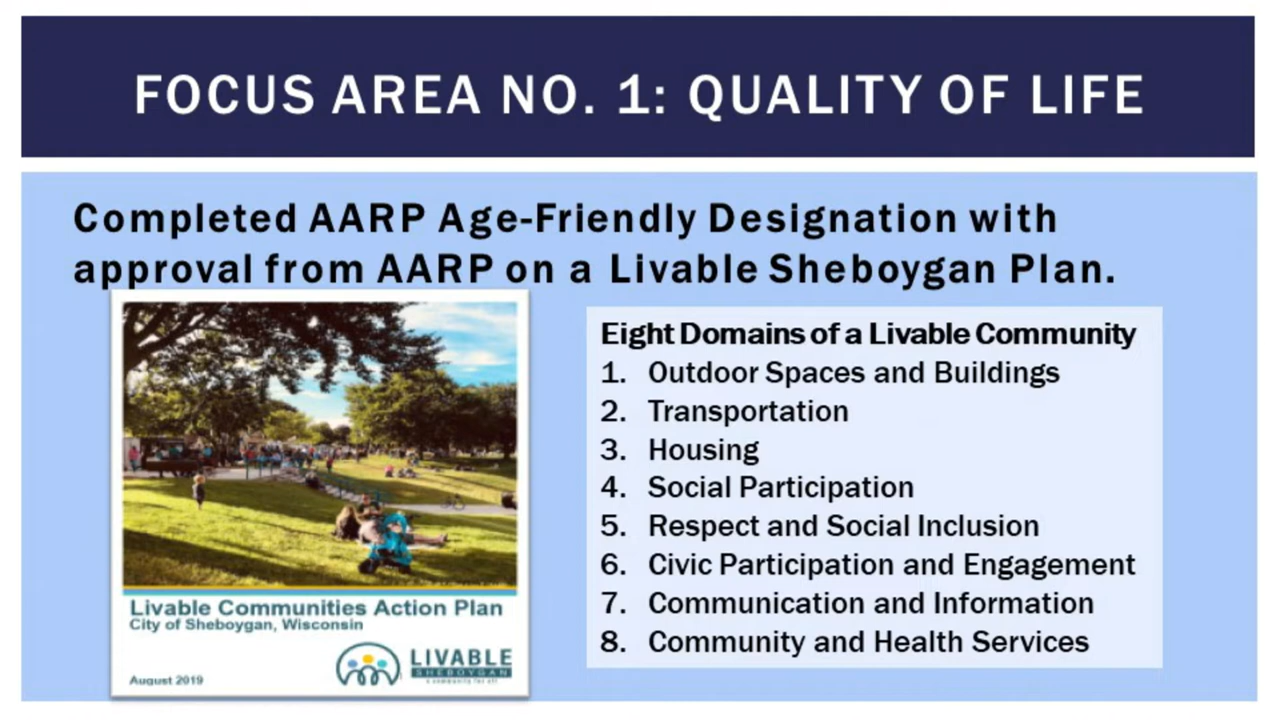 FOCUS AREA NO. 1: QUALITY OF LIFE
Completed AARP Age-Friendly Designation with
approval from AARP on a Livable Sheboygan Plan.
Livable Communities Action Plan
City of Sheboygan, Wisconsin
LIVABLE
SHEBOYGAN
a community for all
August 2019
Eight Domains of a Livable Community
1. Outdoor Spaces and Buildings
2. Transportation
3. Housing
4. Social Participation
5. Respect and Social Inclusion
6. Civic Participation and Engagement
7. Communication and Information
8. Community and Health Services